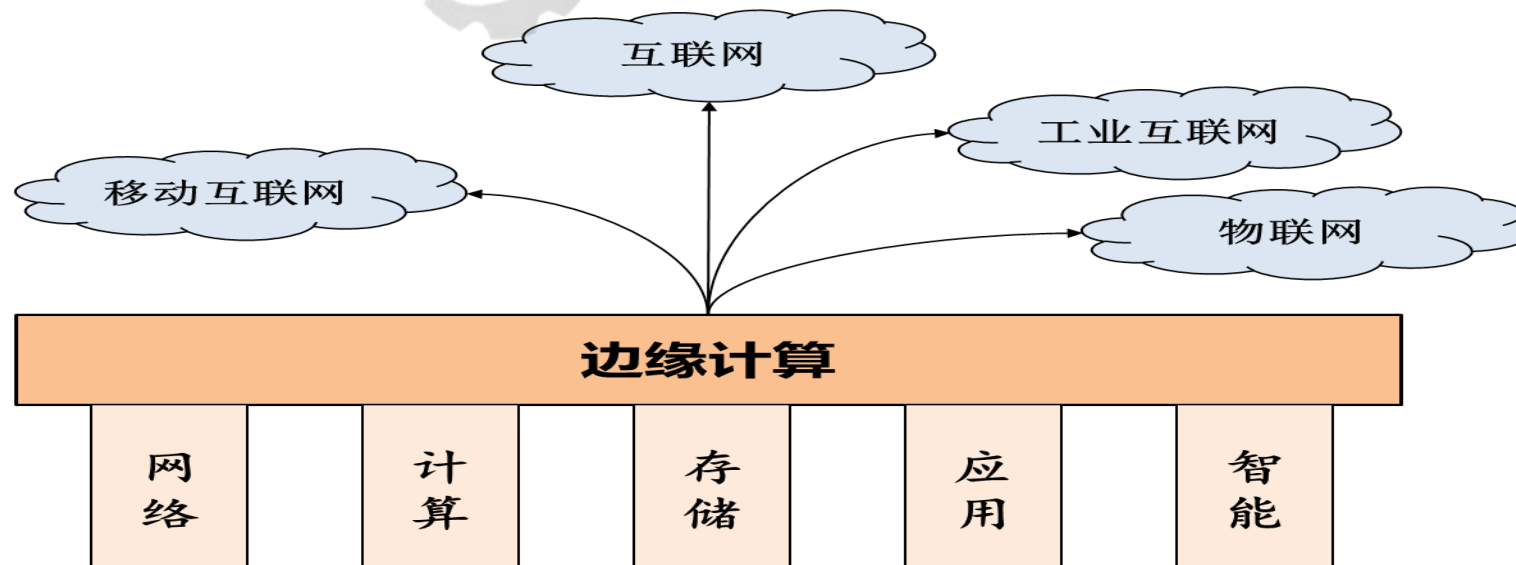 互联网
工业互联网
移动互联网
物联网
边缘计算
网络
计算
存储
应用
智能